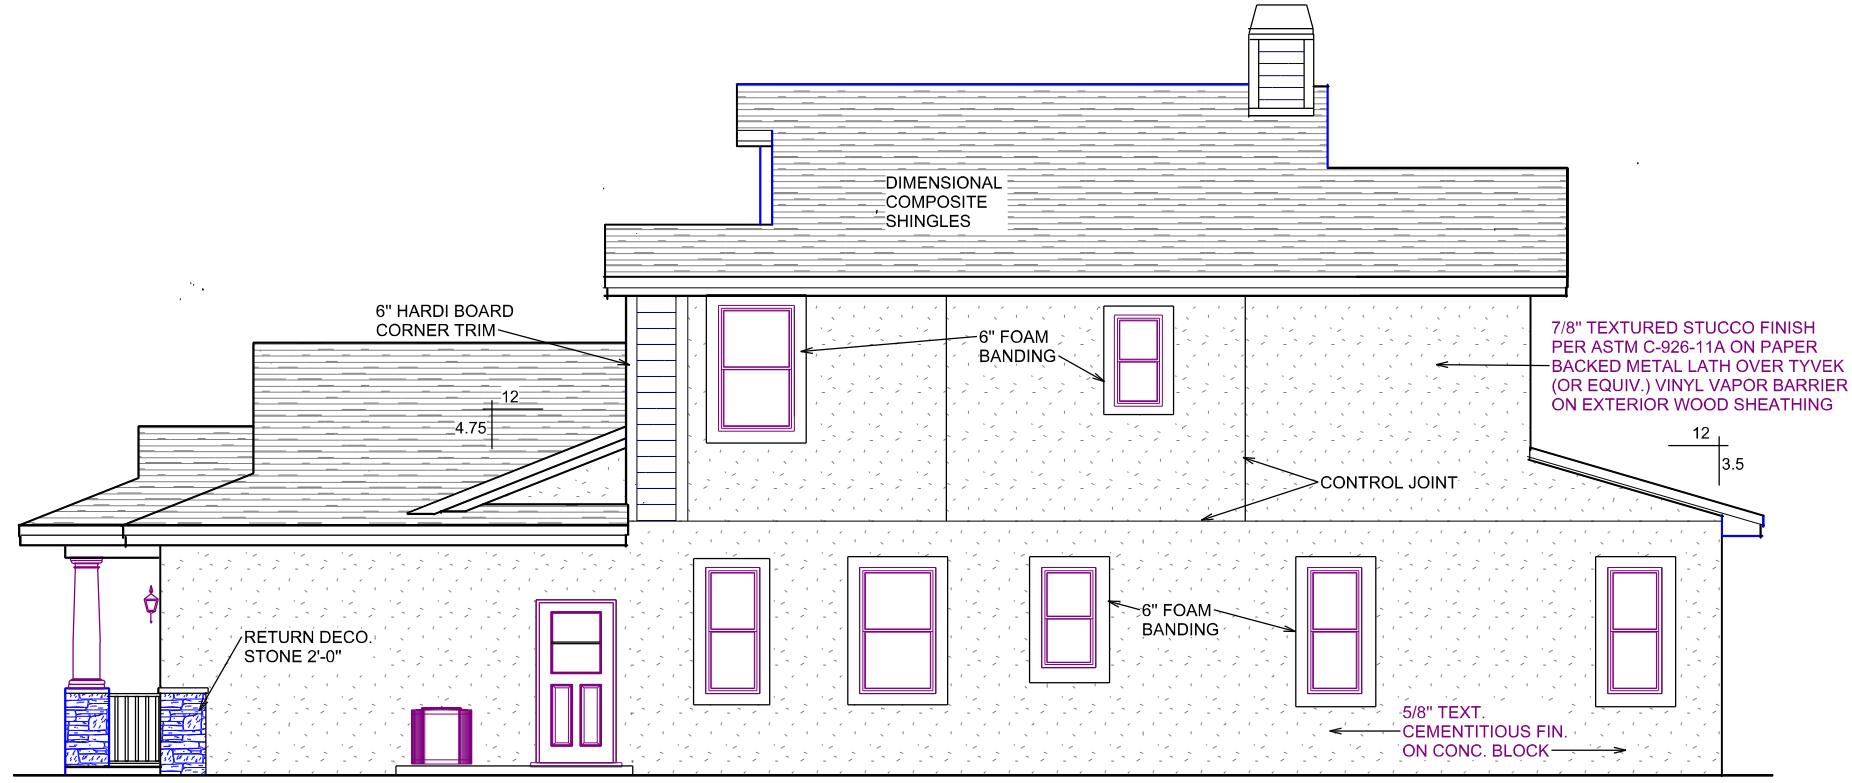 DIMENSIONAL
COMPOSITE
SHINGLES
6" HARDI BOARD
CORNER TRIM
6" FOAM
BANDING
7/8" TEXTURED STUCCO FINISH
PER ASTM C-926-11A ON PAPER
BACKED METAL LATH OVER TYVEK
(OR EQUIV.) VINYL VAPOR BARRIER
ON EXTERIOR WOOD SHEATHING
12
4.75
12
3.5
CONTROL JOINT
6" FOAM
BANDING
RETURN DECO.
STONE 2'-0"
5/8" TEXT.
CEMENTITIOUS FIN.
ON CONC. BLOCK